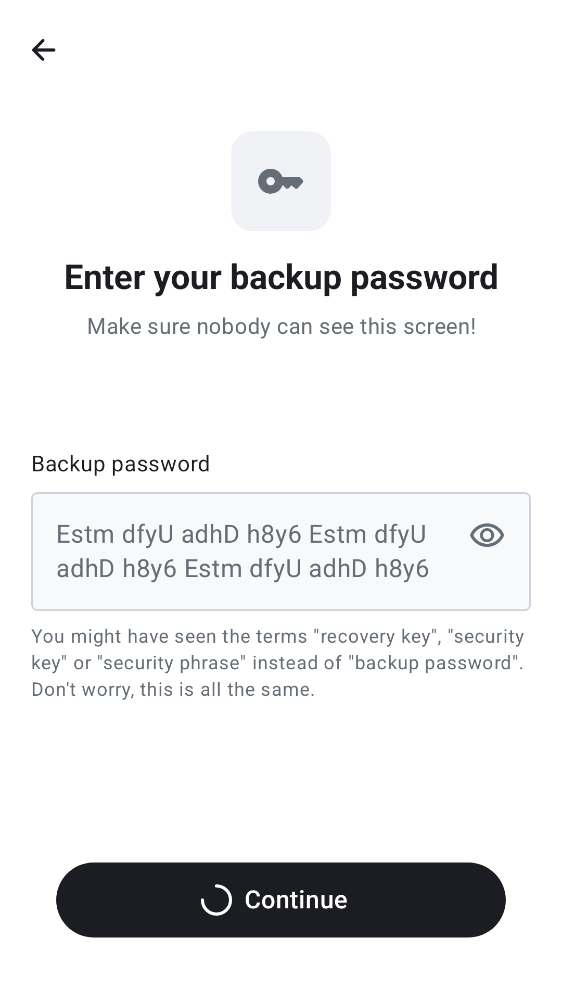 Enter your backup password
Make sure nobody can see this screen!
Backup password
Estm dfyU adhD h8y6 Estm dfyU
adhD h8y6 Estm dfyU adhD h8y6
You might have seen the terms "recovery key", "security
key" or "security phrase" instead of "backup password".
Don't worry, this is all the same.
Continue